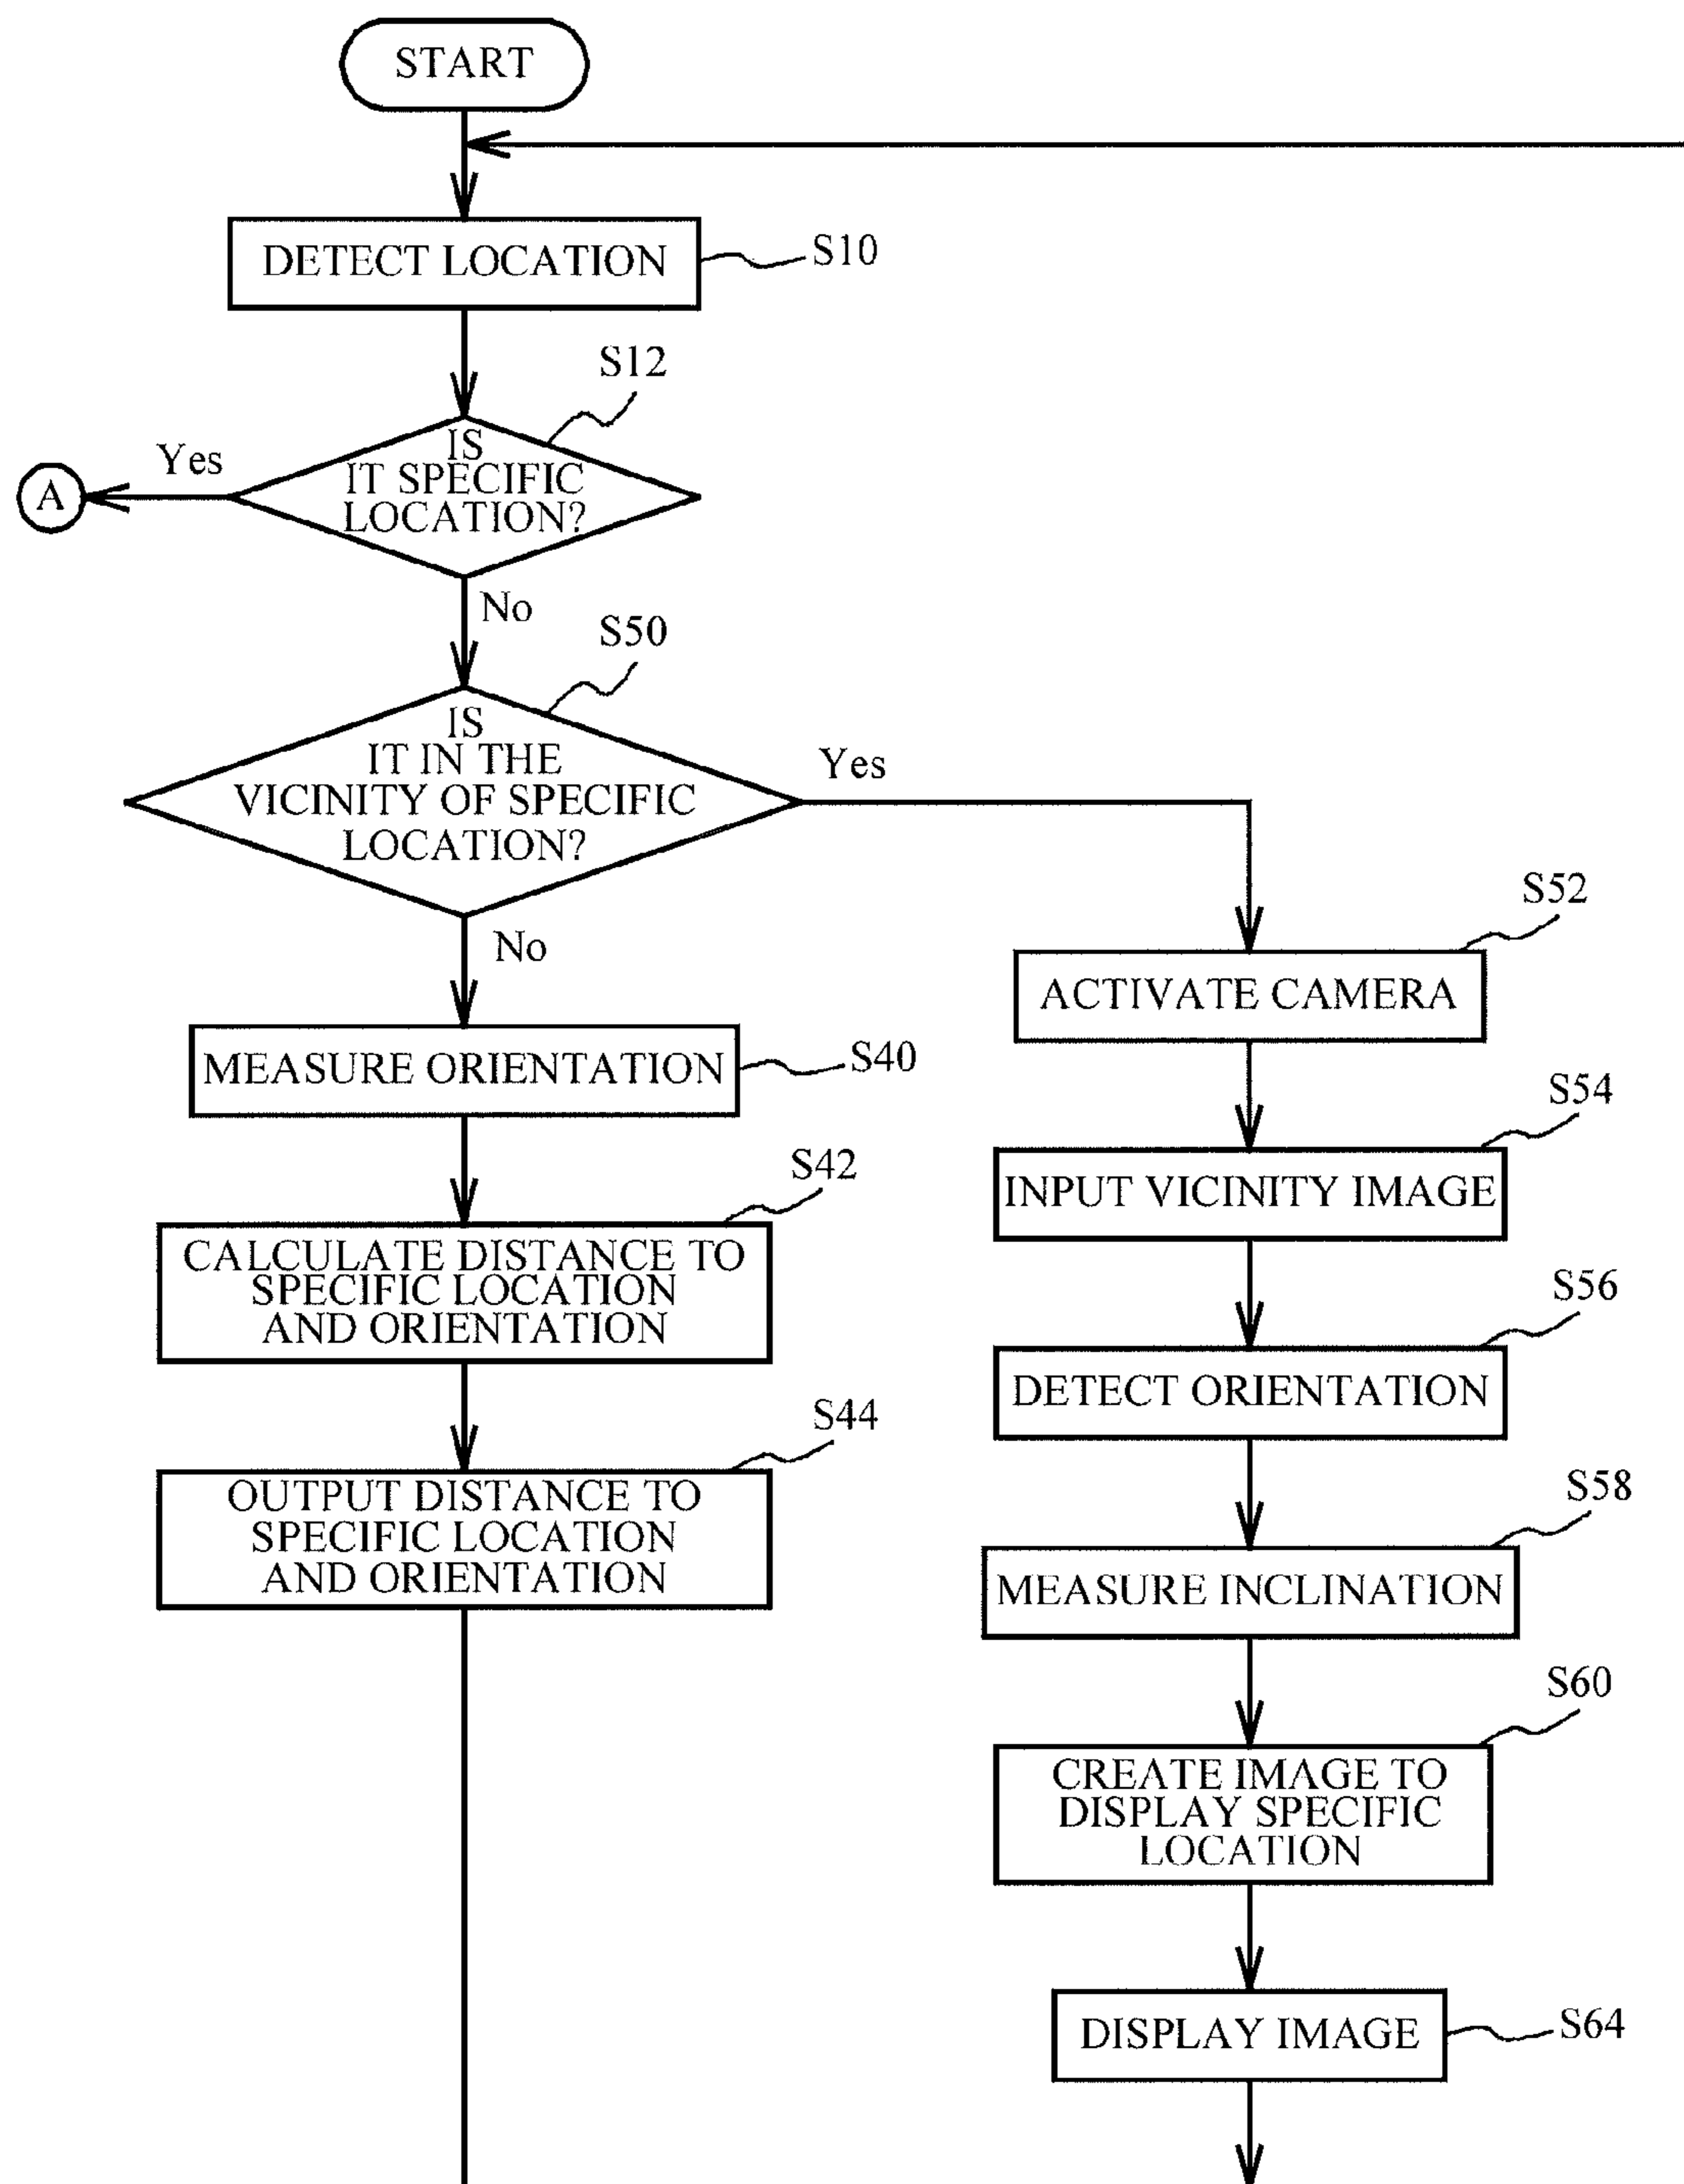 START
DETECT LOCATION
S10
S12
IS
IT SPECIFIC
LOCATION?
Yes
A
No
S50
IS
IT IN THE
VICINITY OF SPECIFIC
LOCATION?
Yes
No
S52
ACTIVATE CAMERA
MEASURE ORIENTATION
S40
S54
INPUT VICINITY IMAGE
S42
CALCULATE DISTANCE TO
SPECIFIC LOCATION
AND ORIENTATION
S56
DETECT ORIENTATION
S44
OUTPUT DISTANCE TO
SPECIFIC LOCATION
AND ORIENTATION
S58
MEASURE INCLINATION
S60
CREATE IMAGE TO
DISPLAY SPECIFIC
LOCATION
DISPLAY IMAGE
S64